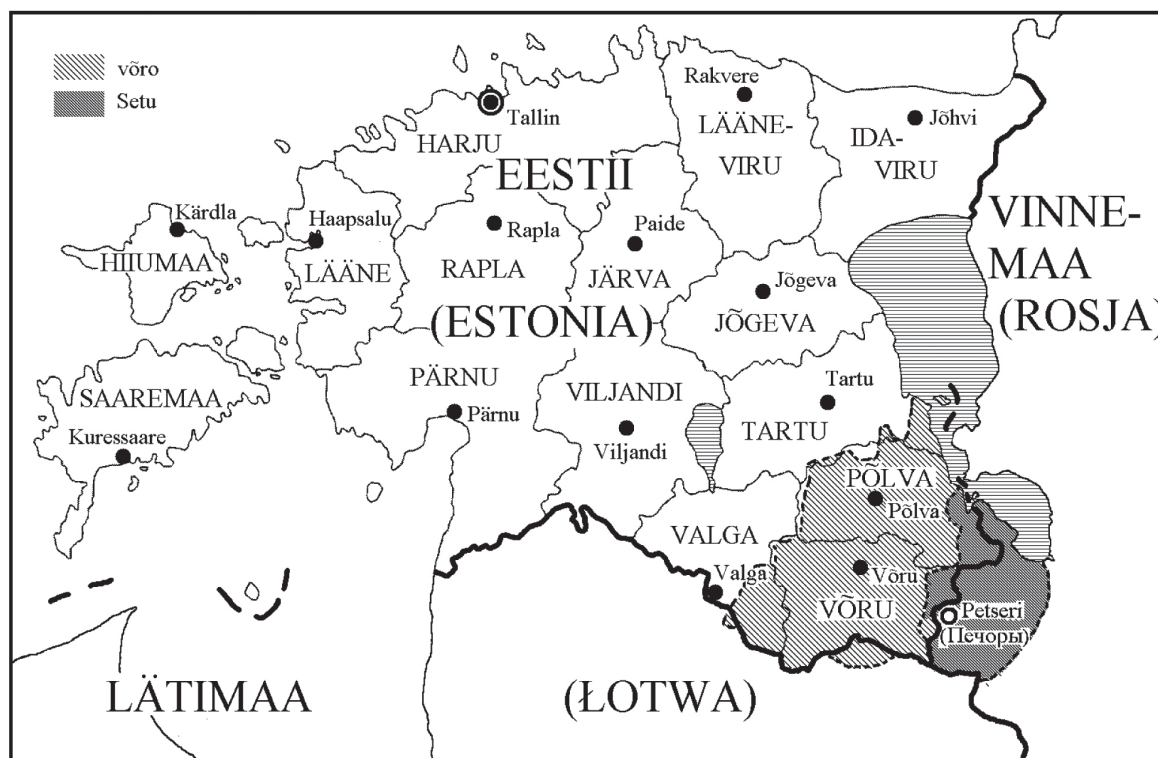 võro
Setu
Tallin
HARJU
EESTII
Rakvere
LÄÄNE-
VIRU
Jõhvi
IDA-
VIRU
VINNE-
MAA
(ROSJA)
Kärdla
HIIUMAA
Haapsalu
LÄÄNE
Rapla
RAPLA
Paide
JÄRVA
Jõgeva
JÕGEVA
(ESTONIA)
SAAREMAA
Kuressaare
PÄRNU
Pärnu
VILJANDI
Viljandi
Tartu
TARTU
PÕLVA
Põlva
VALGA
Valga
Võru
VÕRU
Petseri
(Печоры)
LÄTIMAA
(ŁOTWA)